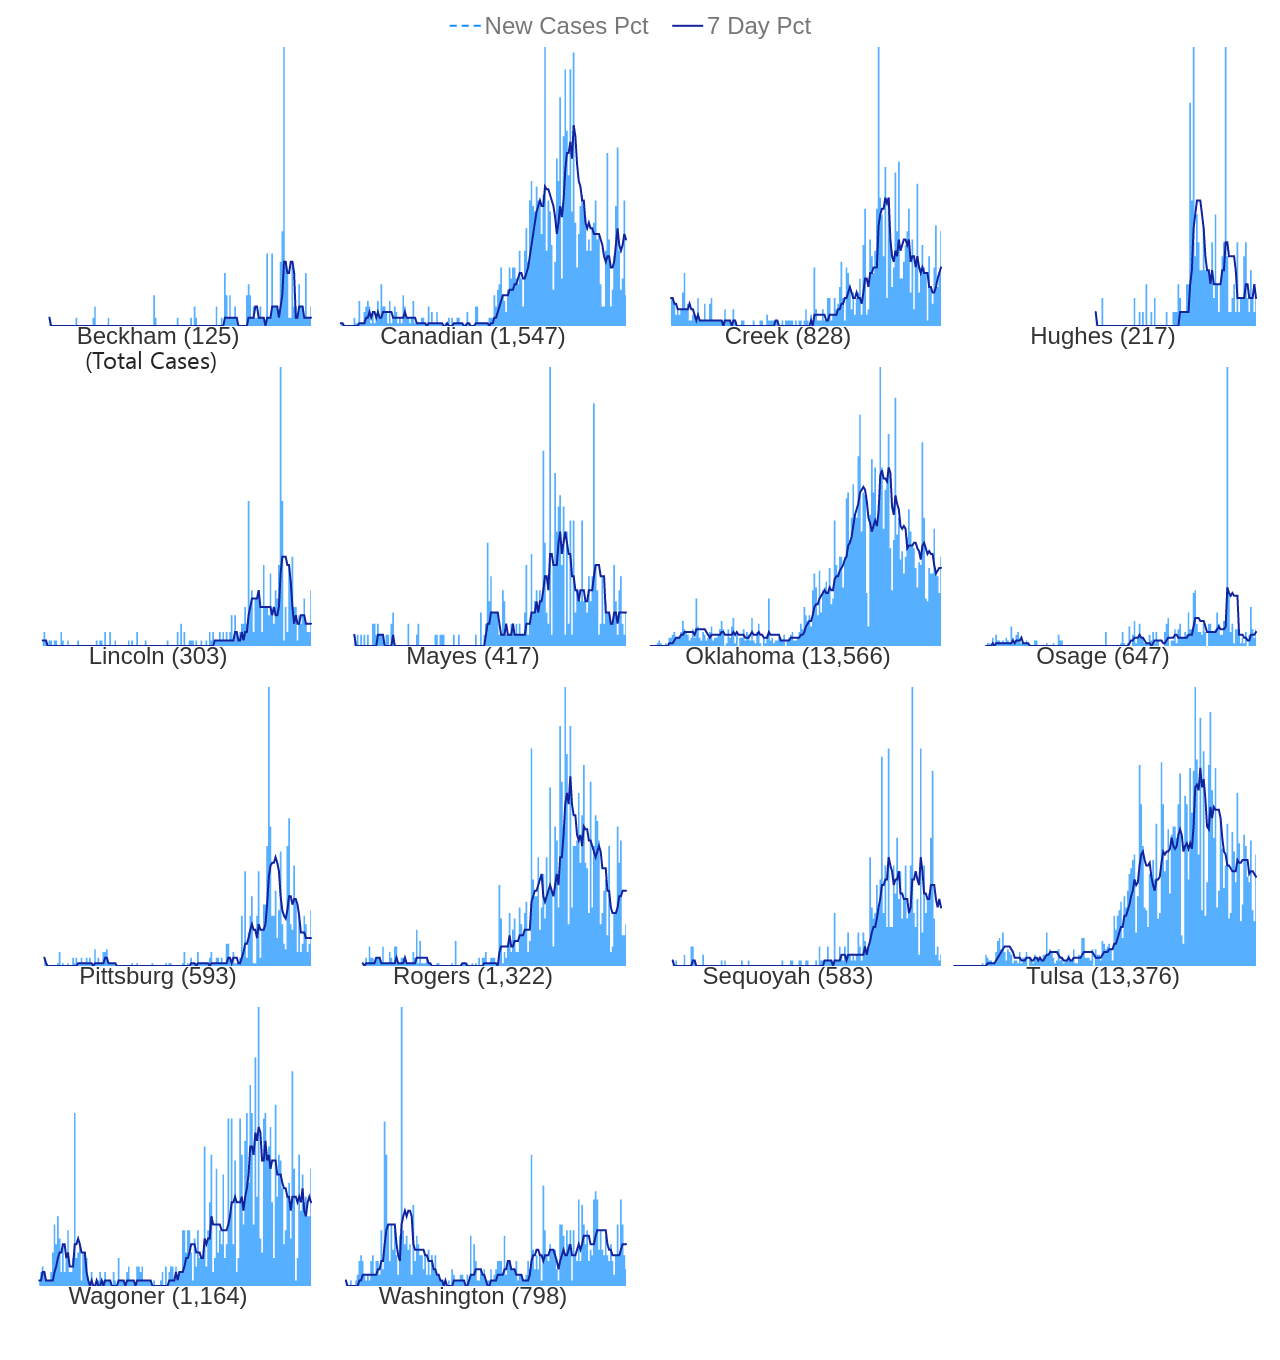 New Cases Pct 7 Day Pct
Beckham (125) Canadian (1,547) Creek (828) Hughes (217)
(Total Cases)
Lincoln (303) Mayes (417) Oklahoma (13,566) Osage (647)
Pittsburg (593) Rogers (1,322) Sequoyah (583) Tulsa (13,376)
Wagoner (1,164) Washington (798)